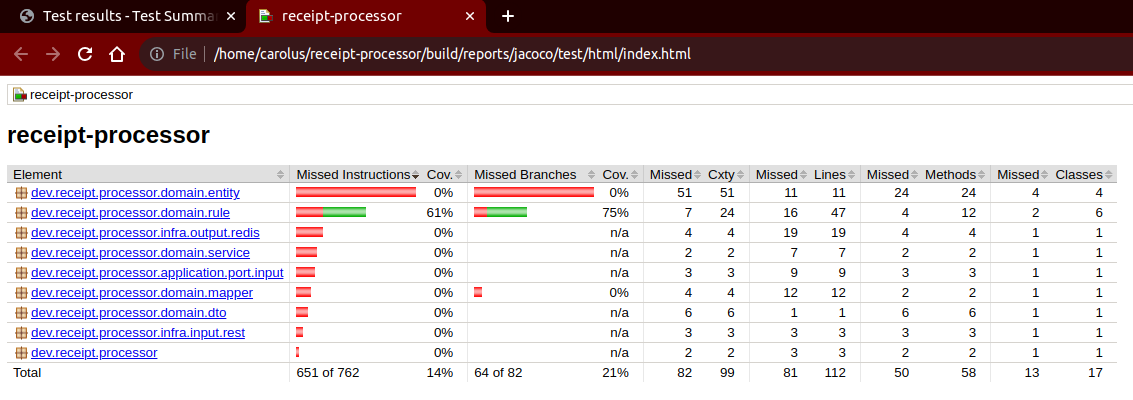 Test results - Test Summa
receipt-processor
File /home/carolus/receipt-processor/build/reports/jacoco/test/html/index.html
receipt-processor
receipt-processor
Element Missed Instructions Cov. Missed Branches Cov. Missed Cxty Missed Lines Missed Methods Missed Classes
dev.receipt.processor.domain.entity 0% 0% 51 51 11 11 24 24 4 4
dev.receipt.processor.domain.rule 61% 75% 7 24 16 47 4 12 2 6
dev.receipt.processor.infra.output.redis 0% n/a 4 4 19 19 4 4 1 1
dev.receipt.processor.domain.service 0% n/a 2 2 7 7 2 2 1 1
dev.receipt.processor.application.port.input 0% n/a 3 3 9 9 3 3 1 1
dev.receipt.processor.domain.mapper 0% 0% 4 4 12 12 2 2 1 1
dev.receipt.processor.domain.dto 0% n/a 6 6 1 1 6 6 1 1
dev.receipt.processor.infra.input.rest 0% n/a 3 3 3 3 3 3 1 1
dev.receipt.processor 0% n/a 2 2 3 3 2 2 1 1
Total 651 of 762 14% 64 of 82 21% 82 99 81 112 50 58 13 17